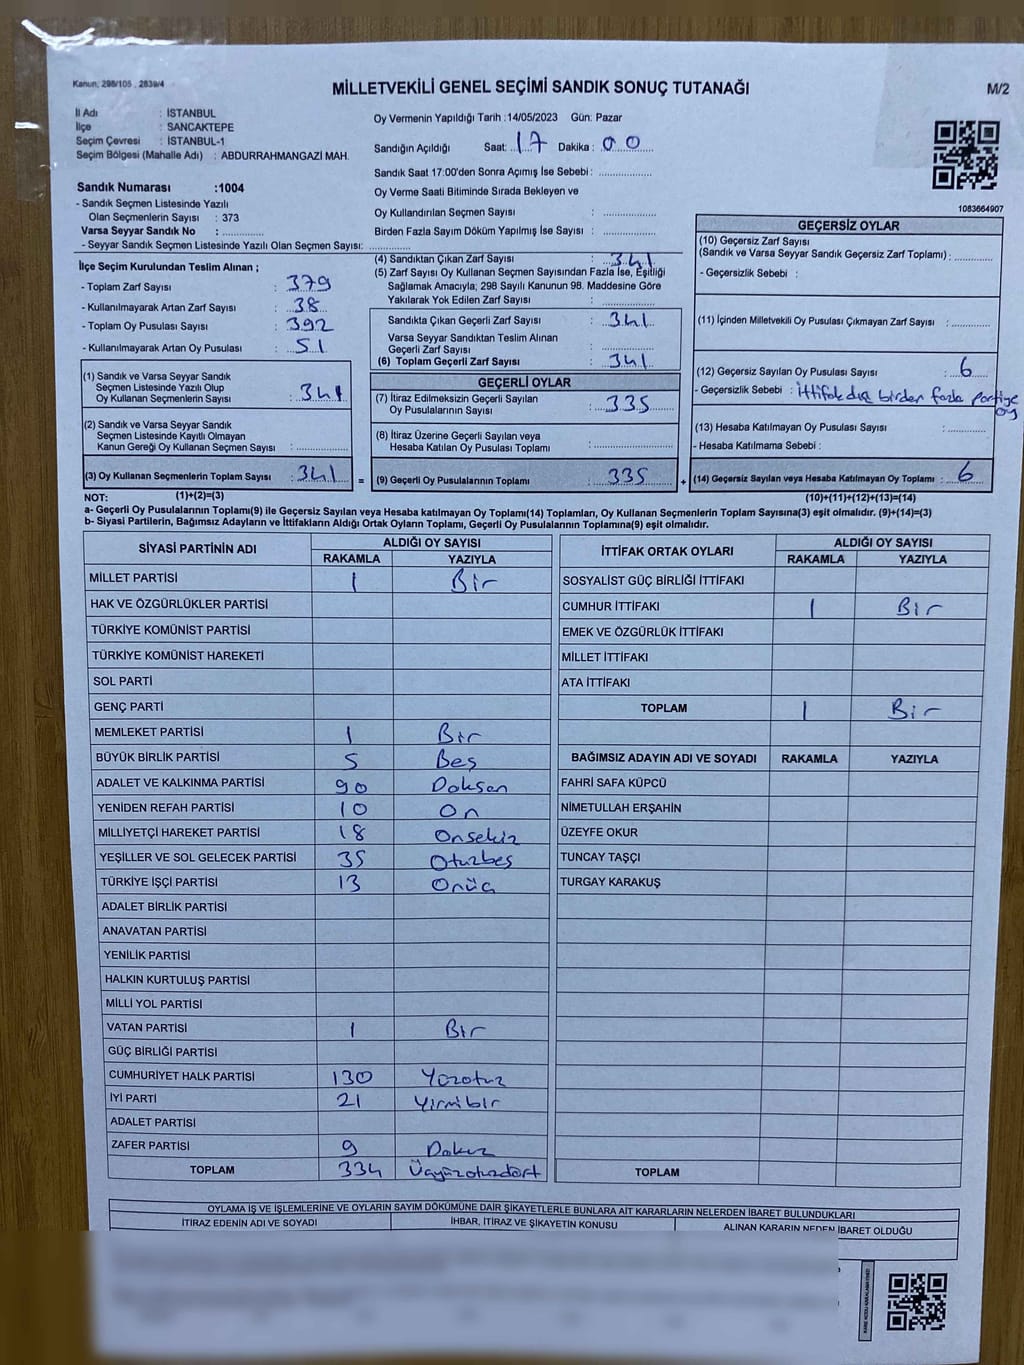 Kanun, 298/105 , 2839/4
MİLLETVEKİLİ GENEL SEÇİMİ SANDIK SONUÇ TUTANAĞI
M/2
İl Adı : İSTANBUL
İlçe : SANCAKTEPE
Seçim Çevresi : İSTANBUL-1
Seçim Bölgesi (Mahalle Adı) : ABDURRAHMANGAZİ MAH.
Oy Vermenin Yapıldığı Tarih :14/05/2023 Gün: Pazar
Sandığın Açıldığı Saat: 17 Dakika : 00
Sandık Saat 17:00'den Sonra Açımış İse Sebebi :
Oy Verme Saati Bitiminde Sırada Bekleyen ve
Oy Kullandırılan Seçmen Sayısı :
Birden Fazla Sayım Döküm Yapılmış İse Sayısı :
1083664907
Sandık Numarası :1004
- Sandık Seçmen Listesinde Yazılı
Olan Seçmenlerin Sayısı : 373
Varsa Seyyar Sandık No :
- Seyyar Sandık Seçmen Listesinde Yazılı Olan Seçmen Sayısı:
İlçe Seçim Kurulundan Teslim Alınan ;
- Toplam Zarf Sayısı : 379
- Kullanılmayarak Artan Zarf Sayısı : 38
- Toplam Oy Pusulası Sayısı : 392
- Kullanılmayarak Artan Oy Pusulası : 51
(1) Sandık ve Varsa Seyyar Sandık
Seçmen Listesinde Yazılı Olup
Oy Kullanan Seçmenlerin Sayısı : 341
(2) Sandık ve Varsa Seyyar Sandık
Seçmen Listesinde Kayıtlı Olmayan
Kanun Gereği Oy Kullanan Seçmen Sayısı :
(3) Oy Kullanan Seçmenlerin Toplam Sayısı : 341 =
(4) Sandıktan Çıkan Zarf Sayısı : 341
(5) Zarf Sayısı Oy Kullanan Seçmen Sayısından Fazla İse, Eşitliği
Sağlamak Amacıyla; 298 Sayılı Kanunun 98. Maddesine Göre
Yakılarak Yok Edilen Zarf Sayısı :
Sandıkta Çıkan Geçerli Zarf Sayısı : 341
Varsa Seyyar Sandıktan Teslim Alınan
Geçerli Zarf Sayısı :
(6) Toplam Geçerli Zarf Sayısı : 341
GEÇERLİ OYLAR
(7) İtiraz Edilmeksizin Geçerli Sayılan
Oy Pusulalarının Sayısı : 335
(8) İtiraz Üzerine Geçerli Sayılan veya
Hesaba Katılan Oy Pusulası Toplamı :
(9) Geçerli Oy Pusulalarının Toplamı : 335 +
GEÇERSİZ OYLAR
(10) Geçersiz Zarf Sayısı
(Sandık ve Varsa Seyyar Sandık Geçersiz Zarf Toplamı) :
- Geçersizlik Sebebi :
(11) İçinden Milletvekili Oy Pusulası Çıkmayan Zarf Sayısı :
(12) Geçersiz Sayılan Oy Pusulası Sayısı : 6
- Geçersizlik Sebebi : İttifak dışı birden fazla partiye
oy
(13) Hesaba Katılmayan Oy Pusulası Sayısı :
- Hesaba Katılmama Sebebi :
(14) Geçersiz Sayılan veya Hesaba Katılmayan Oy Toplamı : 6
NOT: (1)+(2)=(3) (10)+(11)+(12)+(13)=(14)
a- Geçerli Oy Pusulalarının Toplamı(9) ile Geçersiz Sayılan veya Hesaba katılmayan Oy Toplamı(14) Toplamları, Oy Kullanan Seçmenlerin Toplam Sayısına(3) eşit olmalıdır. (9)+(14)=(3)
b- Siyasi Partilerin, Bağımsız Adayların ve İttifakların Aldığı Ortak Oyların Toplamı, Geçerli Oy Pusulalarının Toplamına(9) eşit olmalıdır.
SİYASİ PARTİNİN ADI ALDIĞI OY SAYISI
RAKAMLA YAZIYLA
MİLLET PARTİSİ 1 Bir
HAK VE ÖZGÜRLÜKLER PARTİSİ
TÜRKİYE KOMÜNİST PARTİSİ
TÜRKİYE KOMÜNİST HAREKETİ
SOL PARTİ
GENÇ PARTİ
MEMLEKET PARTİSİ 1 Bir
BÜYÜK BİRLİK PARTİSİ 5 Beş
ADALET VE KALKINMA PARTİSİ 90 Doksan
YENİDEN REFAH PARTİSİ 10 On
MİLLİYETÇİ HAREKET PARTİSİ 18 Onsekiz
YEŞİLLER VE SOL GELECEK PARTİSİ 35 Otuzbeş
TÜRKİYE İŞÇİ PARTİSİ 13 Onüç
ADALET BİRLİK PARTİSİ
ANAVATAN PARTİSİ
YENİLİK PARTİSİ
HALKIN KURTULUŞ PARTİSİ
MİLLİ YOL PARTİSİ
VATAN PARTİSİ 1 Bir
GÜÇ BİRLİĞİ PARTİSİ
CUMHURİYET HALK PARTİSİ 130 Yüzotuz
İYİ PARTİ 21 Yirmibir
ADALET PARTİSİ
ZAFER PARTİSİ 9 Dokuz
TOPLAM 334 Üçyüzotuzdört
İTTİFAK ORTAK OYLARI ALDIĞI OY SAYISI
RAKAMLA YAZIYLA
SOSYALİST GÜÇ BİRLİĞİ İTTİFAKI
CUMHUR İTTİFAKI 1 Bir
EMEK VE ÖZGÜRLÜK İTTİFAKI
MİLLET İTTİFAKI
ATA İTTİFAKI
TOPLAM 1 Bir
BAĞIMSIZ ADAYIN ADI VE SOYADI RAKAMLA YAZIYLA
FAHRİ SAFA KÜPCÜ
NİMETULLAH ERŞAHİN
ÜZEYFE OKUR
TUNCAY TAŞÇI
TURGAY KARAKUŞ
TOPLAM
OYLAMA İŞ VE İŞLEMLERİNE VE OYLARIN SAYIM DÖKÜMÜNE DAİR ŞİKAYETLERLE BUNLARA AİT KARARLARIN NELERDEN İBARET BULUNDUKLARI
İTİRAZ EDENİN ADI VE SOYADI İHBAR, İTİRAZ VE ŞİKAYETİN KONUSU ALINAN KARARIN NEDEN İBARET OLDUĞU